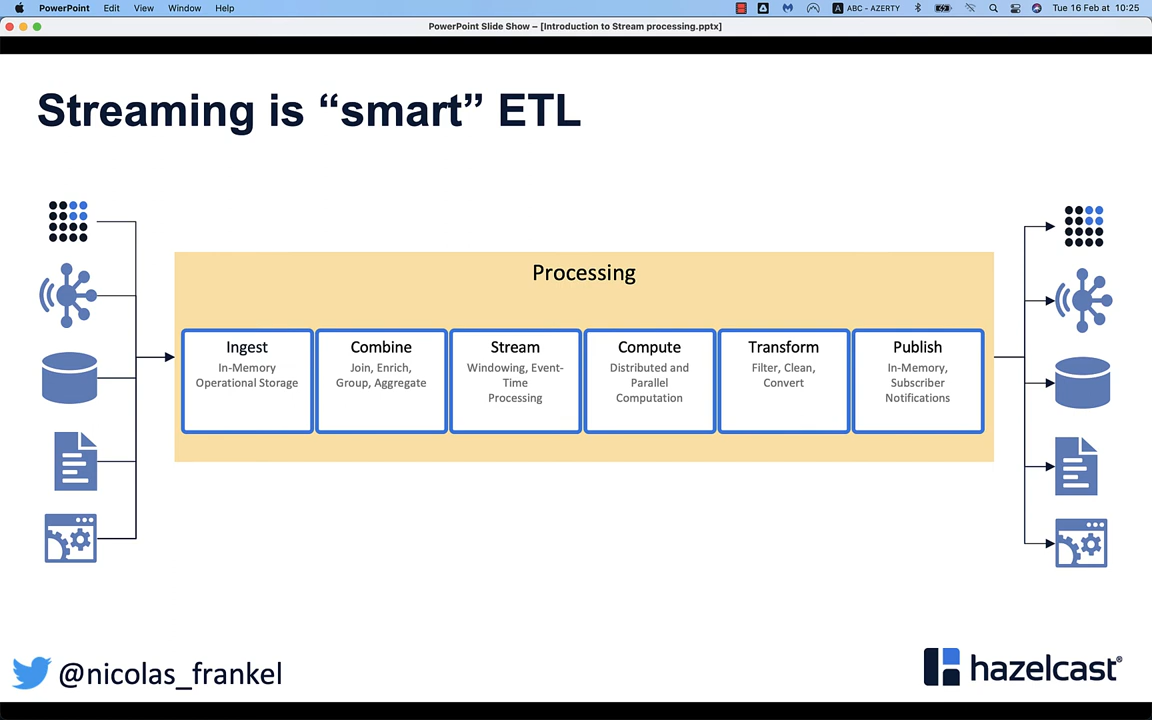 PowerPoint Edit View Window Help
A ABC - AZERTY Tue 16 Feb at 10:25
PowerPoint Slide Show – [Introduction to Stream processing.pptx]
Streaming is “smart” ETL
Processing
Ingest
In-Memory
Operational Storage
Combine
Join, Enrich,
Group, Aggregate
Stream
Windowing, Event-
Time
Processing
Compute
Distributed and
Parallel
Computation
Transform
Filter, Clean,
Convert
Publish
In-Memory,
Subscriber
Notifications
@nicolas_frankel
hazelcast®